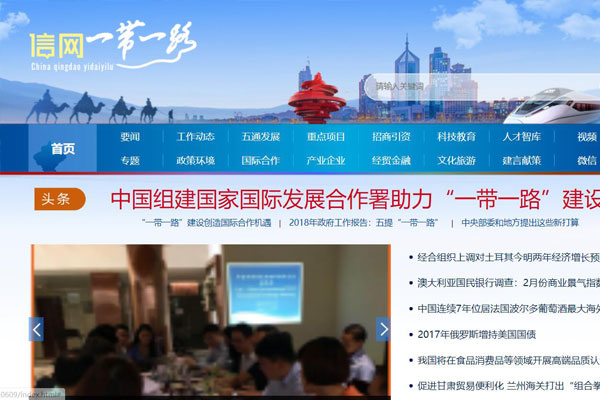 信网 一带一路
China qingdao yidaiyilu
请输入关键词
首页
要闻 工作动态 五通发展 重点项目 招商引资 科技教育 人才智库 视频
专题 政策环境 国际合作 产业企业 经贸金融 文化旅游 建言献策 微信
头条
中国组建国家国际发展合作署助力“一带一路”建设
“一带一路”建设创造国际合作机遇 | 2018年政府工作报告：五提“一带一路” | 中央部委和地方提出这些新打算
经合组织上调对土耳其今明两年经济增长预
澳大利亚国民银行调查：2月份商业景气指数
中国连续7年位居法国波尔多葡萄酒最大海外
2017年俄罗斯增持美国国债
我国将在食品消费品等领域开展高端品质认
促进甘肃贸易便利化 兰州海关打出“组合拳
0609/index.html#